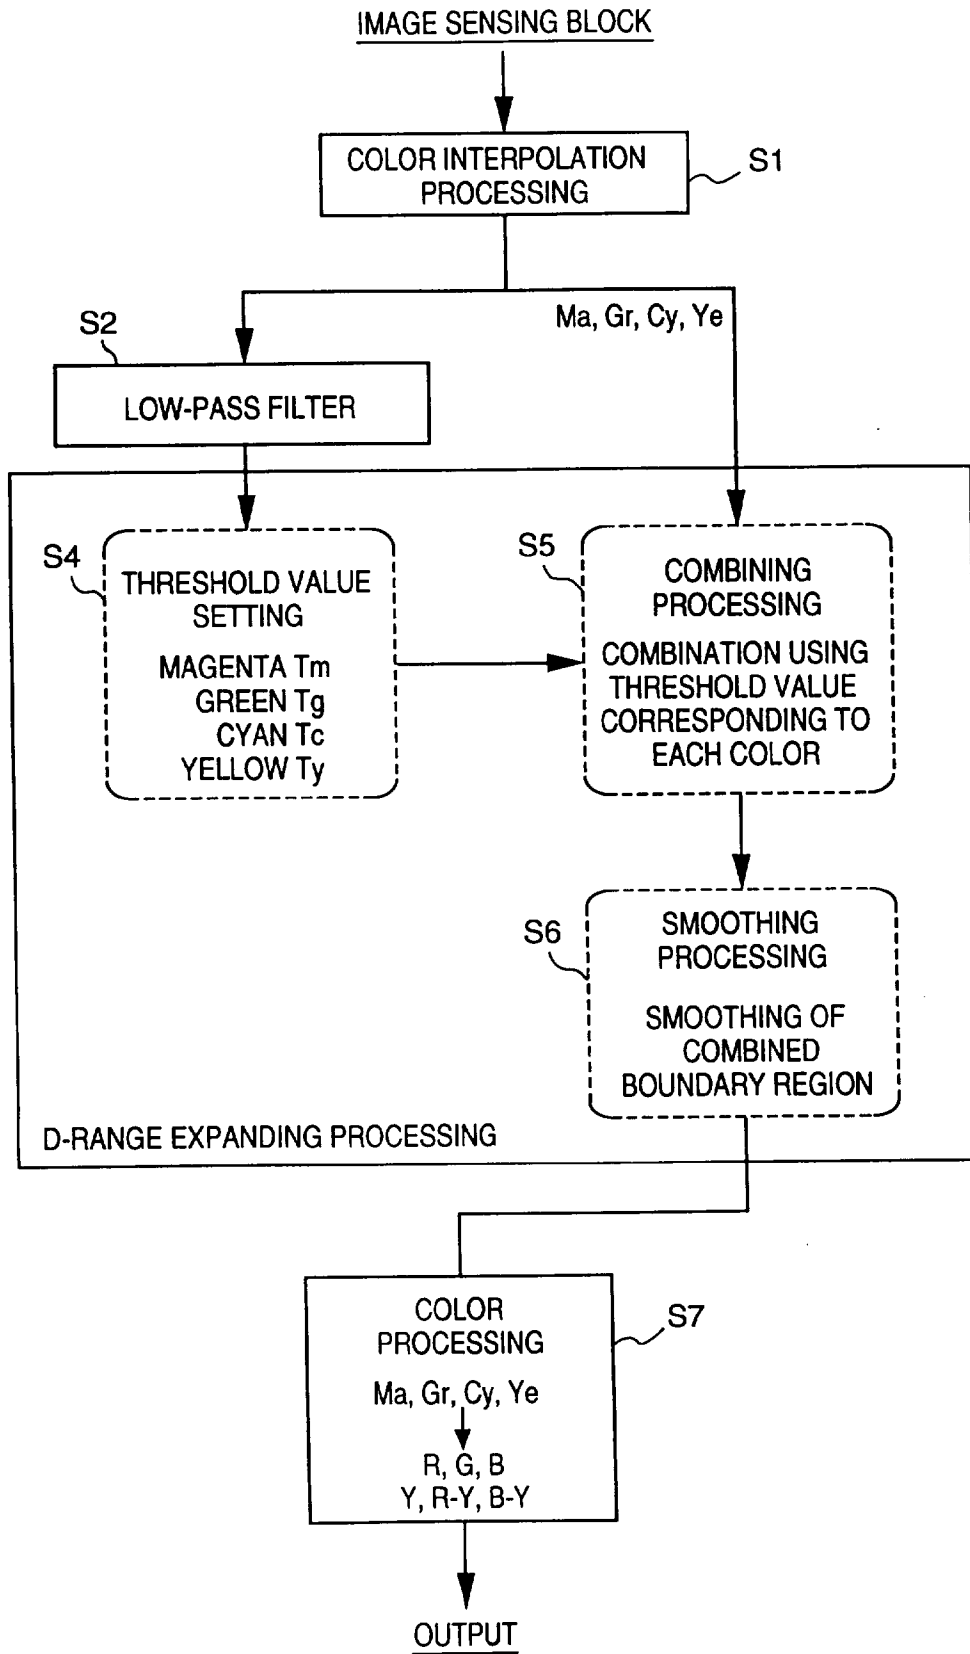 IMAGE SENSING BLOCK
COLOR INTERPOLATION
PROCESSING
S1
Ma, Gr, Cy, Ye
S2
LOW-PASS FILTER
S4
THRESHOLD VALUE
SETTING
MAGENTA Tm
GREEN Tg
CYAN Tc
YELLOW Ty
S5
COMBINING
PROCESSING
COMBINATION USING
THRESHOLD VALUE
CORRESPONDING TO
EACH COLOR
S6
SMOOTHING
PROCESSING
SMOOTHING OF
COMBINED
BOUNDARY REGION
D-RANGE EXPANDING PROCESSING
COLOR
PROCESSING
S7
Ma, Gr, Cy, Ye
R, G, B
Y, R-Y, B-Y
OUTPUT